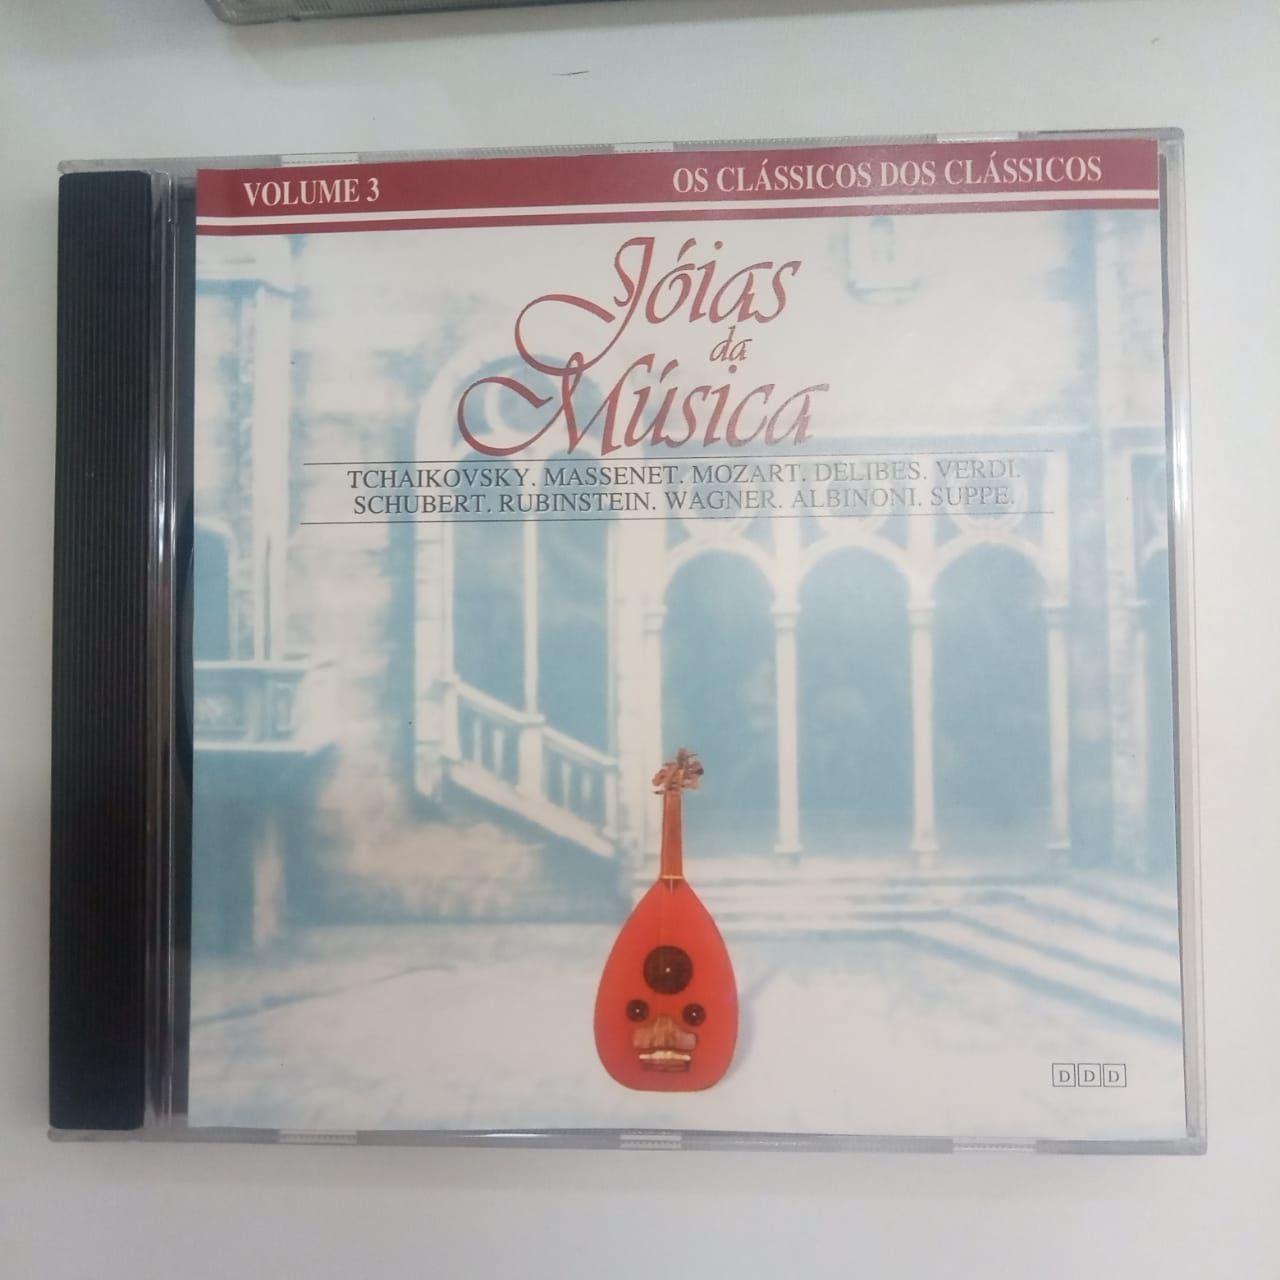 VOLUME 3
OS CLÁSSICOS DOS CLÁSSICOS
Jóias
da
Música
TCHAIKOVSKY. MASSENET. MOZART. DELIBES. VERDI.
SCHUBERT. RUBINSTEIN. WAGNER. ALBINONI. SUPPE.
DDD